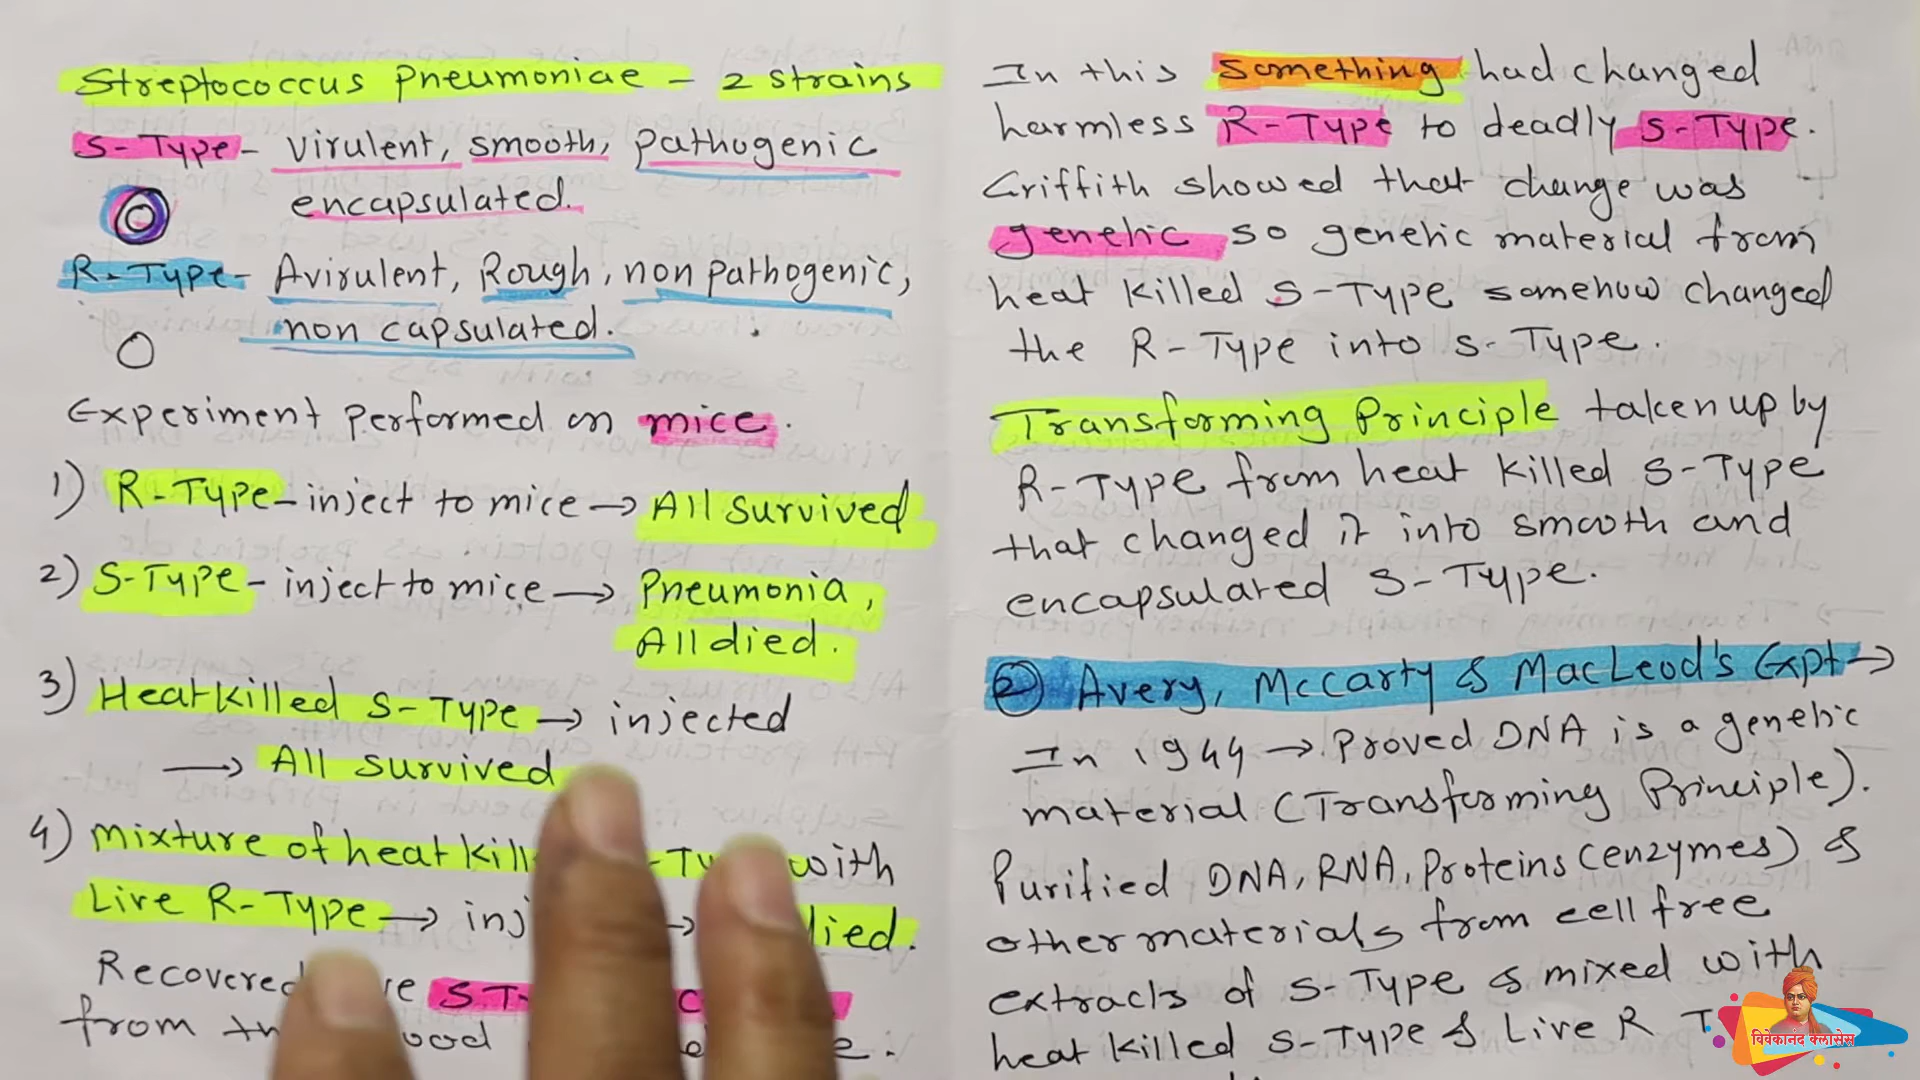 Streptococcus Pneumoniae - 2 strains
S-Type - virulent, smooth, pathogenic
encapsulated.
R-Type - Avirulent, Rough, non pathogenic,
non capsulated.
Experiment performed on mice.
1) R-Type - inject to mice → All survived
2) S-Type - inject to mice → Pneumonia,
All died.
3) Heat killed S-Type → injected
→ All survived
4) Mixture of heat with
Live R-Type →
Recovered
from
In this something had changed
harmless R-Type to deadly S-Type.
Griffith showed that change was
genetic so genetic material from
heat killed S-Type somehow changed
the R-Type into S-Type.
Transforming Principle taken up by
R-Type from heat killed S-Type
that changed it into smooth and
encapsulated S-Type.
② Avery, McCarty & MacLeod's Expt →
In 1944 → Proved DNA is a genetic
material (Transforming Principle).
Purified DNA, RNA, Proteins (enzymes) &
other materials from cell free
extracts of S-Type & mixed with
heat killed S-Type & Live R T
विवेकानंद क्लासेस